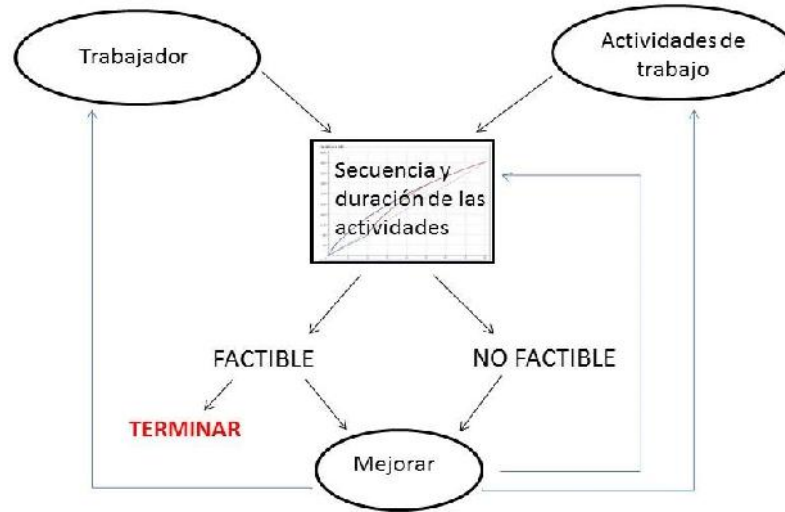 Trabajador
Actividades de
trabajo
Secuencia y
duración de las
actividades
FACTIBLE
NO FACTIBLE
TERMINAR
Mejorar